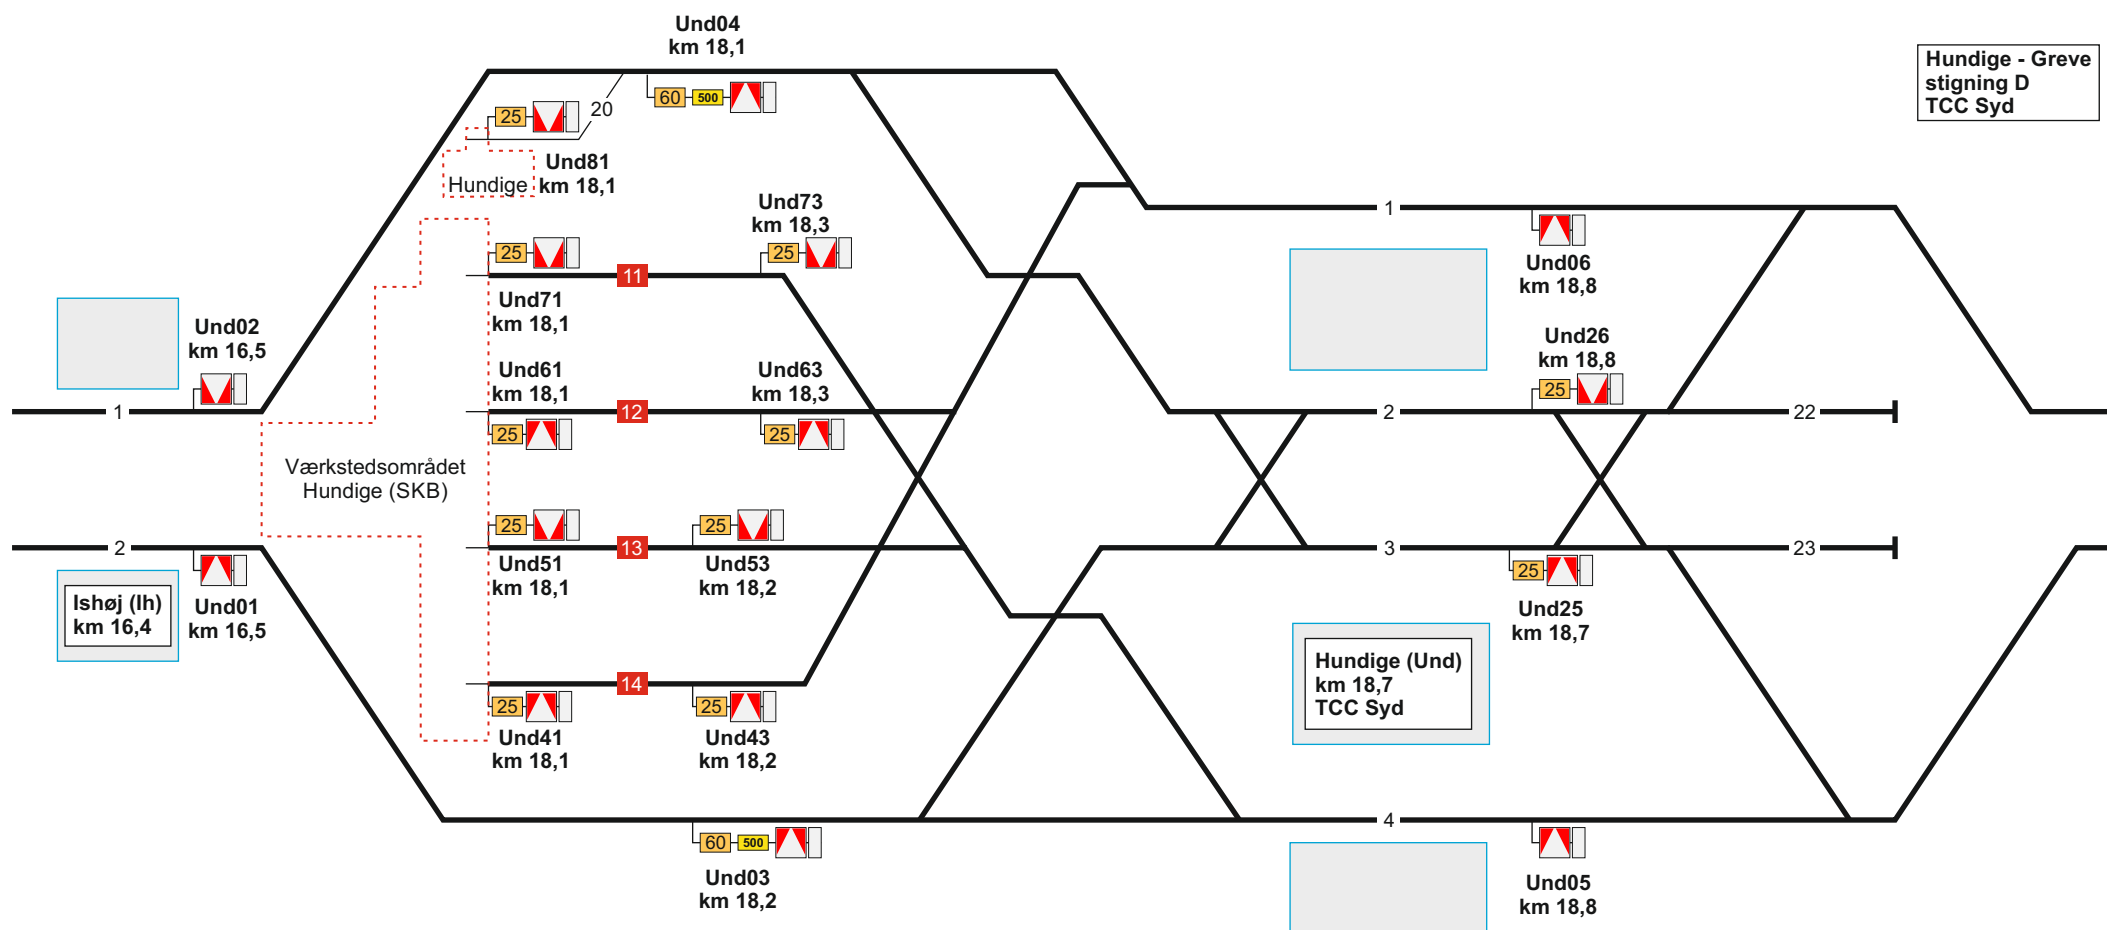 Und04
km 18,1
Hundige - Greve
stigning D
TCC Syd
60
500
25
20
Und81
km 18,1
Hundige
Und73
km 18,3
1
25
25
11
Und71
km 18,1
Und06
km 18,8
Und02
km 16,5
Und26
km 18,8
Und61
km 18,1
Und63
km 18,3
25
1
12
2
22
25
25
Værkstedsområdet
Hundige (SKB)
25
25
2
13
3
23
Und51
km 18,1
Und53
km 18,2
25
Ishøj (Ih)
km 16,4
Und01
km 16,5
Und25
km 18,7
Hundige (Und)
km 18,7
TCC Syd
14
25
25
Und41
km 18,1
Und43
km 18,2
4
60
500
Und03
km 18,2
Und05
km 18,8